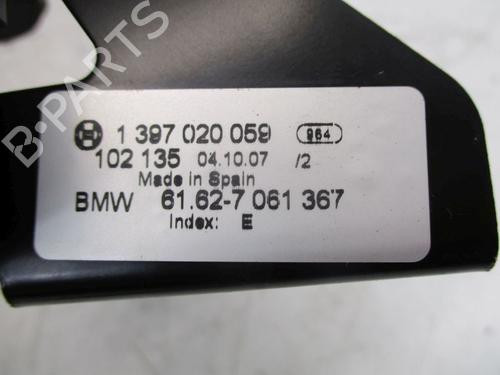 B-PARTS
1 397 020 059 964
102 135 04.10.07 /2
Made in Spain
BMW 61.62-7 061 367
Index: E